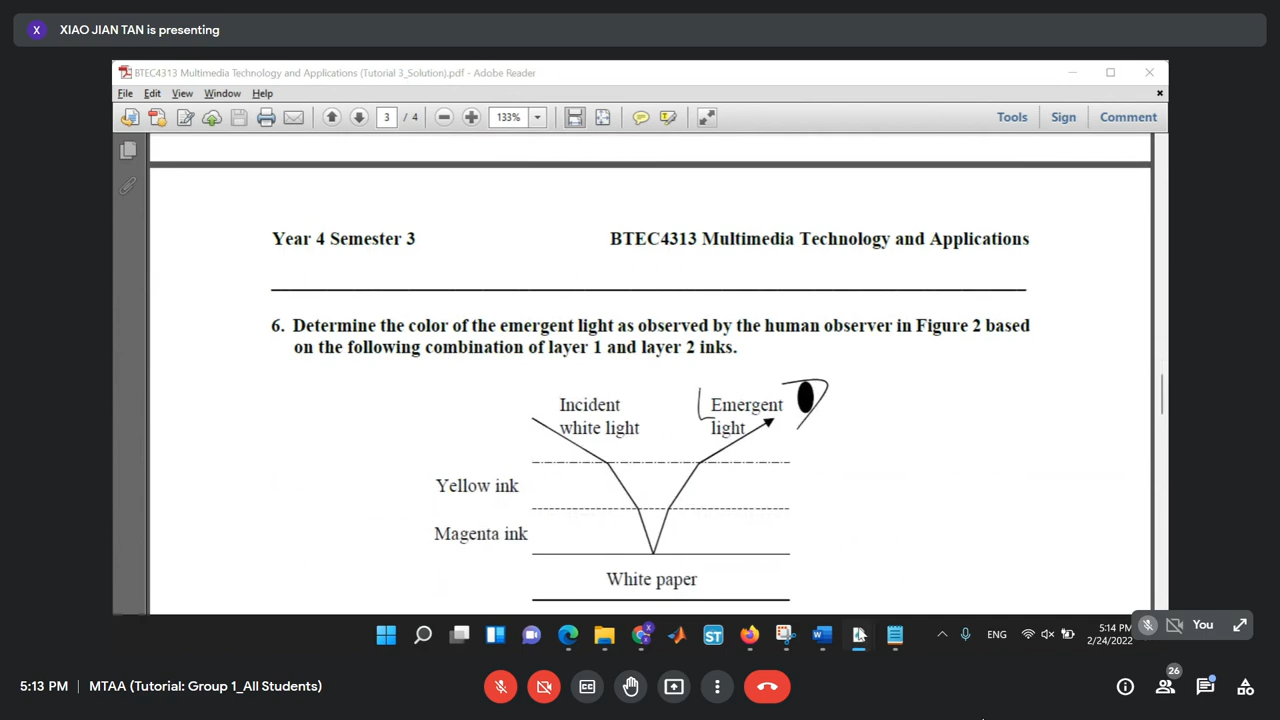 X XIAO JIAN TAN is presenting
BTEC4313 Multimedia Technology and Applications (Tutorial 3_Solution).pdf - Adobe Reader
File Edit View Window Help
3 / 4 133% Tools Sign Comment
Year 4 Semester 3 BTEC4313 Multimedia Technology and Applications
6. Determine the color of the emergent light as observed by the human observer in Figure 2 based
on the following combination of layer 1 and layer 2 inks.
Incident Emergent
white light light
Yellow ink
Magenta ink
White paper
ST ENG 5:14 PM
2/24/2022
You
5:13 PM | MTAA (Tutorial: Group 1_All Students)
26